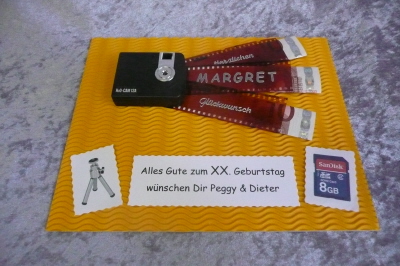 Herzlichen
MARGRET
Glückwunsch
Alles Gute zum XX. Geburtstag
wünschen Dir Peggy & Dieter
SanDisk
8GB